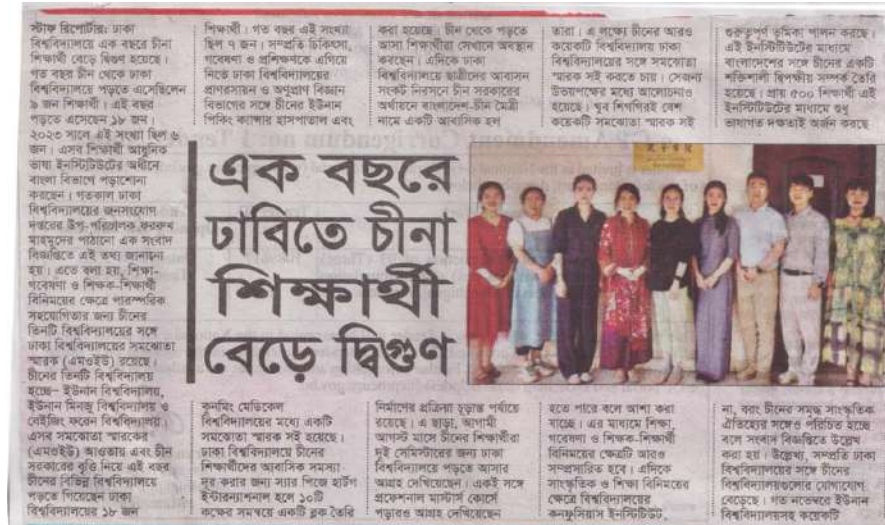 স্টাফ রিপোর্টার: ঢাকা
বিশ্ববিদ্যালয়ে এক বছরে চীনা
শিক্ষার্থী বেড়ে দ্বিগুণ হয়েছে।
গত বছর চীন থেকে ঢাকা
বিশ্ববিদ্যালয়ে পড়তে এসেছিলেন
৯ জন শিক্ষার্থী। এই বছর
পড়তে এসেছেন ১৮ জন।
২০২৩ সালে এই সংখ্যা ছিল ৬
জন। এসব শিক্ষার্থী আধুনিক
ভাষা ইনস্টিটিউটের অধীনে
বাংলা বিভাগে পড়াশোনা
করছেন। গতকাল ঢাকা
বিশ্ববিদ্যালয়ের জনসংযোগ
দপ্তরের উপ-পরিচালক ফররুখ
মাহমুদের পাঠানো এক সংবাদ
বিজ্ঞপ্তিতে এই তথ্য জানানো
হয়। এতে বলা হয়, শিক্ষা-
গবেষণা ও শিক্ষক-শিক্ষার্থী
বিনিময়ের ক্ষেত্রে পারস্পরিক
সহযোগিতার জন্য চীনের
তিনটি বিশ্ববিদ্যালয়ের সঙ্গে
ঢাকা বিশ্ববিদ্যালয়ের সমঝোতা
স্মারক (এমওইউ) রয়েছে।
চীনের তিনটি বিশ্ববিদ্যালয়
হচ্ছে– ইউনান বিশ্ববিদ্যালয়,
ইউনান মিনজু বিশ্ববিদ্যালয় ও
বেইজিং ফরেন বিশ্ববিদ্যালয়।
এসব সমঝোতা স্মারকের
(এমওইউ) আওতায় এবং চীন
সরকারের বৃত্তি নিয়ে এই বছর
চীনের বিভিন্ন বিশ্ববিদ্যালয়ে
পড়তে গিয়েছেন ঢাকা
বিশ্ববিদ্যালয়ের ১৮ জন
শিক্ষার্থী। গত বছর এই সংখ্যা
ছিল ৭ জন। সম্প্রতি চিকিৎসা,
গবেষণা ও প্রশিক্ষণকে এগিয়ে
নিতে ঢাকা বিশ্ববিদ্যালয়ের
প্রাণরসায়ন ও অণুপ্রাণ বিজ্ঞান
বিভাগের সঙ্গে চীনের ইউনান
পিকিং ক্যান্সার হাসপাতাল এবং
এক বছরে
ঢাবিতে চীনা
শিক্ষার্থী
বেড়ে দ্বিগুণ
কুনমিং মেডিকেল
বিশ্ববিদ্যালয়ের মধ্যে একটি
সমঝোতা স্মারক সই হয়েছে।
ঢাকা বিশ্ববিদ্যালয়ে চীনের
শিক্ষার্থীদের আবাসিক সমস্যা-
দূর করার জন্য স্যার পিজে হার্টগ
ইন্টারন্যাশনাল হলে ১০টি
কক্ষের সমন্বয়ে একটি ব্লক তৈরি
করা হয়েছে। চীন থেকে পড়তে
আসা শিক্ষার্থীরা সেখানে অবস্থান
করছেন। এদিকে ঢাকা
বিশ্ববিদ্যালয়ে ছাত্রীদের আবাসন
সংকট নিরসনে চীন সরকারের
অর্থায়নে বাংলাদেশ-চীন মৈত্রী
নামে একটি আবাসিক হল
নির্মাণের প্রক্রিয়া চূড়ান্ত পর্যায়ে
রয়েছে। এ ছাড়া, আগামী
আগস্ট মাসে চীনের শিক্ষার্থীরা
দুই সেমিস্টারের জন্য ঢাকা
বিশ্ববিদ্যালয়ে পড়তে আসার
আগ্রহ দেখিয়েছেন। একই সঙ্গে
প্রফেশনাল মাস্টার্স কোর্সে
পড়ারও আগ্রহ দেখিয়েছেন
তারা। এ লক্ষ্যে চীনের আরও
কয়েকটি বিশ্ববিদ্যালয় ঢাকা
বিশ্ববিদ্যালয়ের সঙ্গে সমঝোতা
স্মারক সই করতে চায়। সেজন্য
উভয়পক্ষের মধ্যে আলোচনাও
হয়েছে। খুব শিগগিরই বেশ
কয়েকটি সমঝোতা স্মারক সই
হতে পারে বলে আশা করা
যাচ্ছে। এর মাধ্যমে শিক্ষা,
গবেষণা ও শিক্ষক-শিক্ষার্থী
বিনিময়ের ক্ষেত্রটি আরও
সম্প্রসারিত হবে। এদিকে
সাংস্কৃতিক ও শিক্ষা বিনিময়ের
ক্ষেত্রে বিশ্ববিদ্যালয়ের
কনফুসিয়াস ইনস্টিটিউট,
গুরুত্বপূর্ণ ভূমিকা পালন করছে।
এই ইনস্টিটিউটের মাধ্যমে
বাংলাদেশের সঙ্গে চীনের একটি
শক্তিশালী দ্বিপক্ষীয় সম্পর্ক তৈরি
হয়েছে। প্রায় ৫০০ শিক্ষার্থী এই
ইনস্টিটিউটের মাধ্যমে শুধু
ভাষাগত দক্ষতাই অর্জন করছে
না, বরং চীনের সমৃদ্ধ সাংস্কৃতিক
ঐতিহ্যের সঙ্গেও পরিচিত হচ্ছে
বলে সংবাদ বিজ্ঞপ্তিতে উল্লেখ
করা হয়। উল্লেখ্য, সম্প্রতি ঢাকা
বিশ্ববিদ্যালয়ের সঙ্গে চীনের
বিশ্ববিদ্যালয়গুলোর যোগাযোগ
বেড়েছে। গত নভেম্বরে ইউনান
বিশ্ববিদ্যালয়সহ কয়েকটি